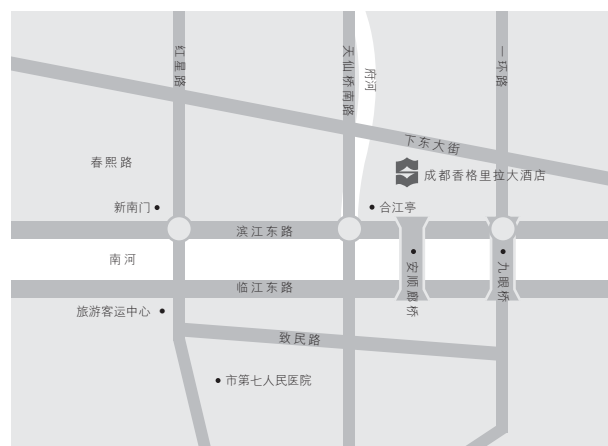 红星路
天仙桥南路
府河
一环路
下东大街
春熙路
成都香格里拉大酒店
新南门
合江亭
滨江东路
南河
安顺廊桥
九眼桥
临江东路
旅游客运中心
致民路
市第七人民医院